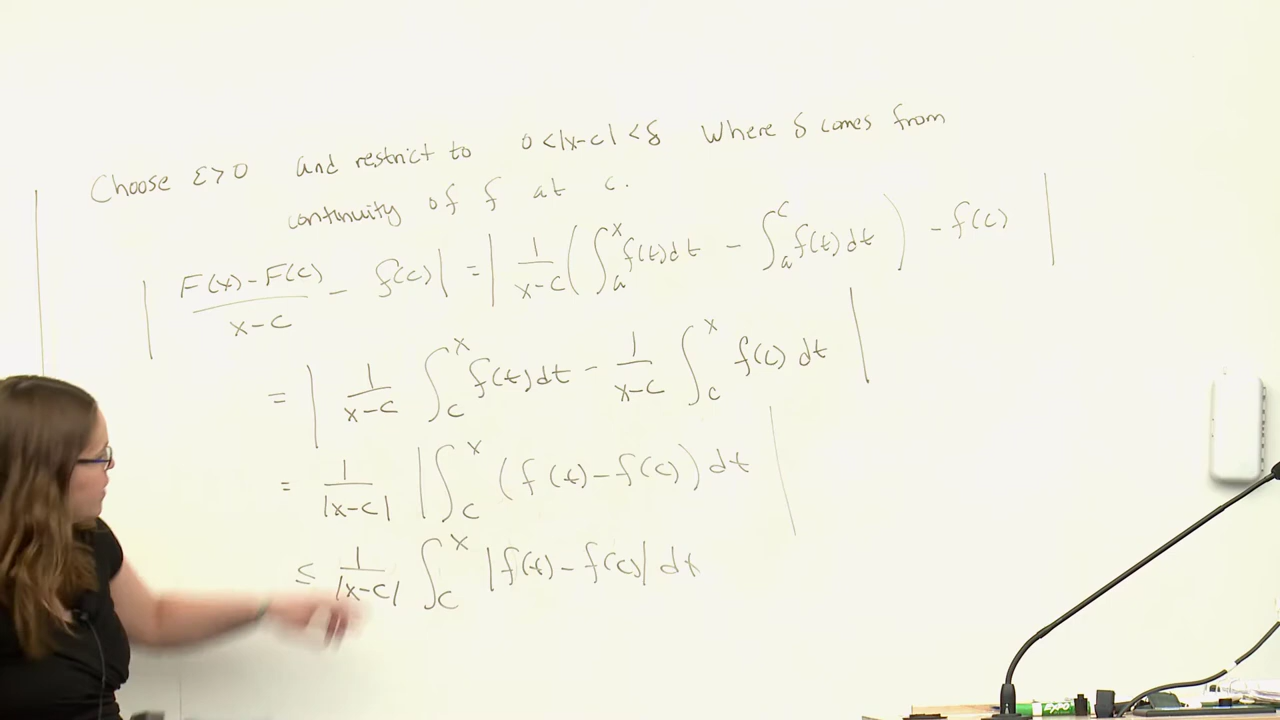 Choose ε>0 and restrict to 0<|x-c|<δ Where δ comes from
continuity of f at c.
| (F(x)-F(c))/(x-c) - f(c) | = | 1/(x-c) ( ∫_a^x f(t)dt - ∫_a^c f(t)dt ) - f(c) |
= | 1/(x-c) ∫_c^x f(t)dt - 1/(x-c) ∫_c^x f(c) dt |
= 1/|x-c| | ∫_c^x (f(t)-f(c)) dt |
≤ 1/|x-c| ∫_c^x |f(t)-f(c)| dt
EXPO